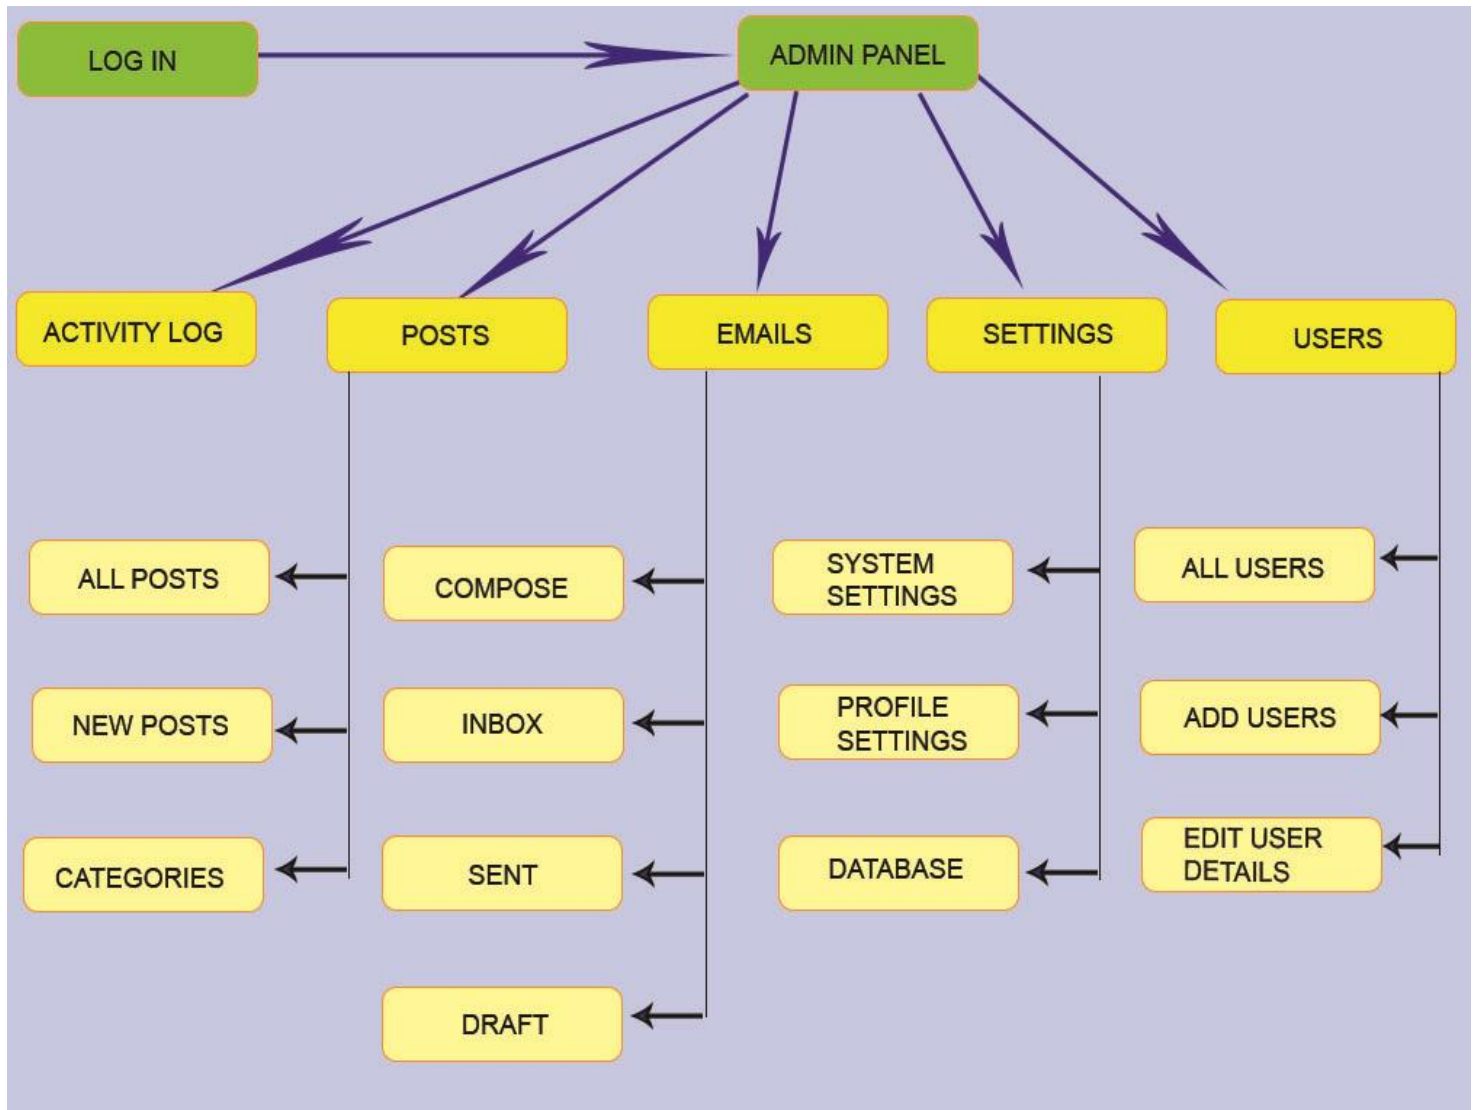 LOG IN
ADMIN PANEL
ACTIVITY LOG
POSTS
EMAILS
SETTINGS
USERS
ALL POSTS
COMPOSE
SYSTEM
SETTINGS
ALL USERS
NEW POSTS
INBOX
PROFILE
SETTINGS
ADD USERS
CATEGORIES
SENT
DATABASE
EDIT USER
DETAILS
DRAFT